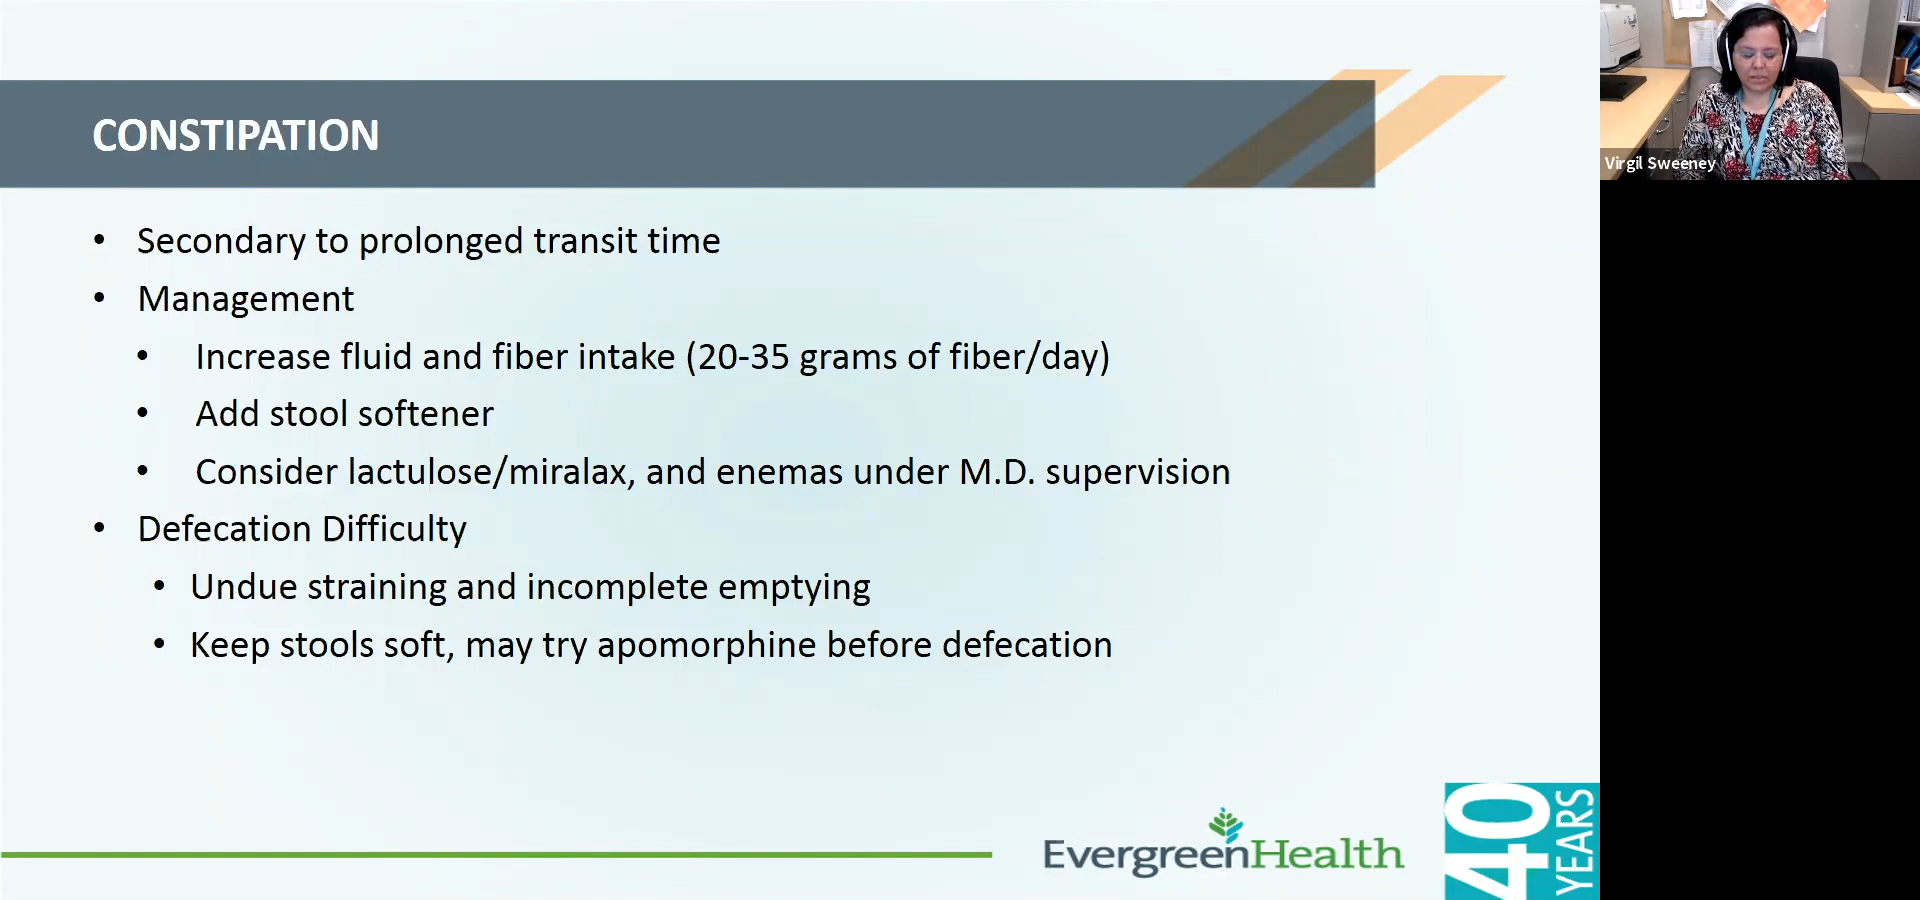 CONSTIPATION
• Secondary to prolonged transit time
• Management
• Increase fluid and fiber intake (20-35 grams of fiber/day)
• Add stool softener
• Consider lactulose/miralax, and enemas under M.D. supervision
• Defecation Difficulty
• Undue straining and incomplete emptying
• Keep stools soft, may try apomorphine before defecation
EvergreenHealth
40
YEARS
Virgil Sweeney